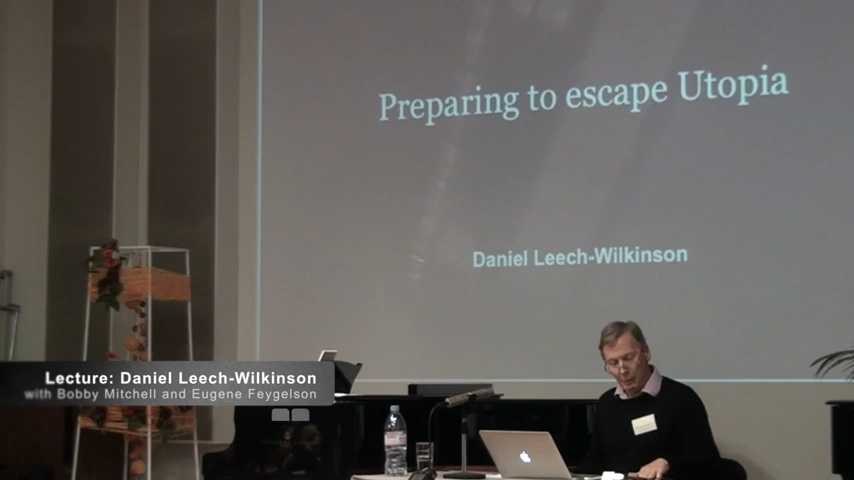 Preparing to escape Utopia
Daniel Leech-Wilkinson
Lecture: Daniel Leech-Wilkinson
with Bobby Mitchell and Eugene Feygelson